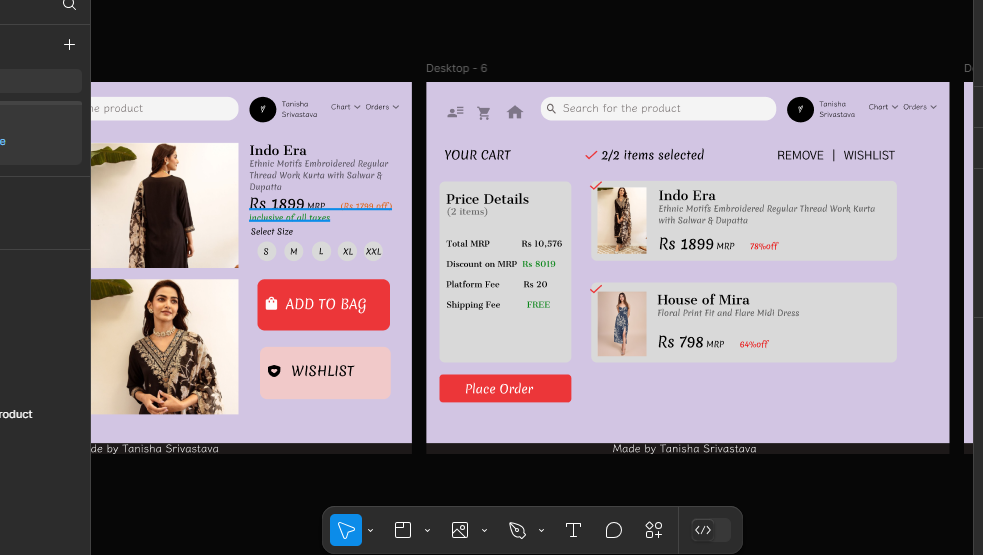 Desktop - 6
he product
Tanisha
Srivastava
Chart
Orders
Indo Era
Ethnic Motifs Embroidered Regular
Thread Work Kurta with Salwar &
Dupatta
Rs 1899 MRP (Rs 1799 off)
inclusive of all taxes
Select Size
S M L XL XXL
ADD TO BAG
WISHLIST
de by Tanisha Srivastava
Search for the product
Tanisha
Srivastava
Chart
Orders
YOUR CART
2/2 items selected
REMOVE | WISHLIST
Price Details
(2 items)
Total MRP Rs 10,576
Discount on MRP Rs 8019
Platform Fee Rs 20
Shipping Fee FREE
Place Order
Indo Era
Ethnic Motifs Embroidered Regular Thread Work Kurta
with Salwar & Dupatta
Rs 1899 MRP 78%off
House of Mira
Floral Print Fit and Flare Midi Dress
Rs 798 MRP 64%off
Made by Tanisha Srivastava
e
roduct